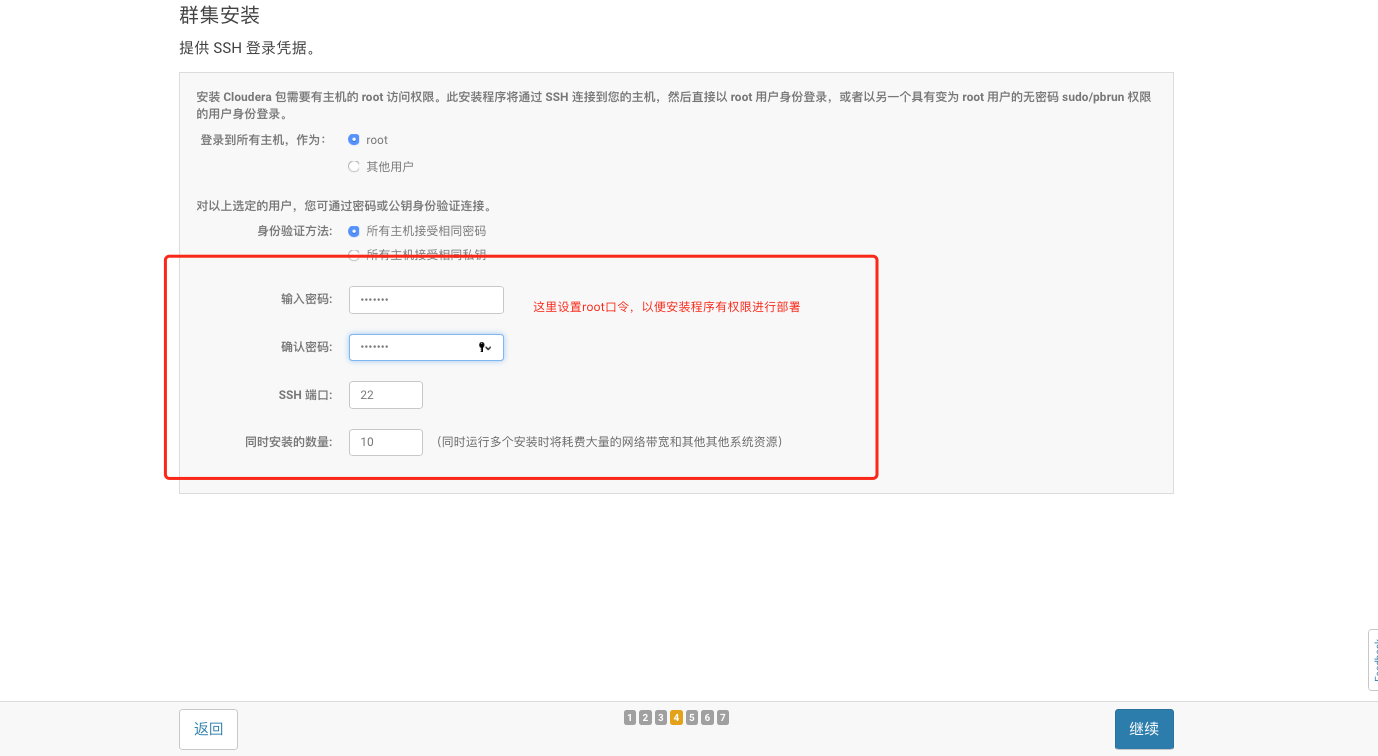 群集安装
提供 SSH 登录凭据。
安装 Cloudera 包需要有主机的 root 访问权限。此安装程序将通过 SSH 连接到您的主机，然后直接以 root 用户身份登录，或者以另一个具有变为 root 用户的无密码 sudo/pbrun 权限
的用户身份登录。
登录到所有主机，作为： root
其他用户
对以上选定的用户，您可通过密码或公钥身份验证连接。
身份验证方法: 所有主机接受相同密码
所有主机接受相同私钥
输入密码: •••••••
这里设置root口令，以便安装程序有权限进行部署
确认密码: •••••••
SSH 端口: 22
同时安装的数量: 10 （同时运行多个安装时将耗费大量的网络带宽和其他其他系统资源）
Feedback
返回 1 2 3 4 5 6 7 继续